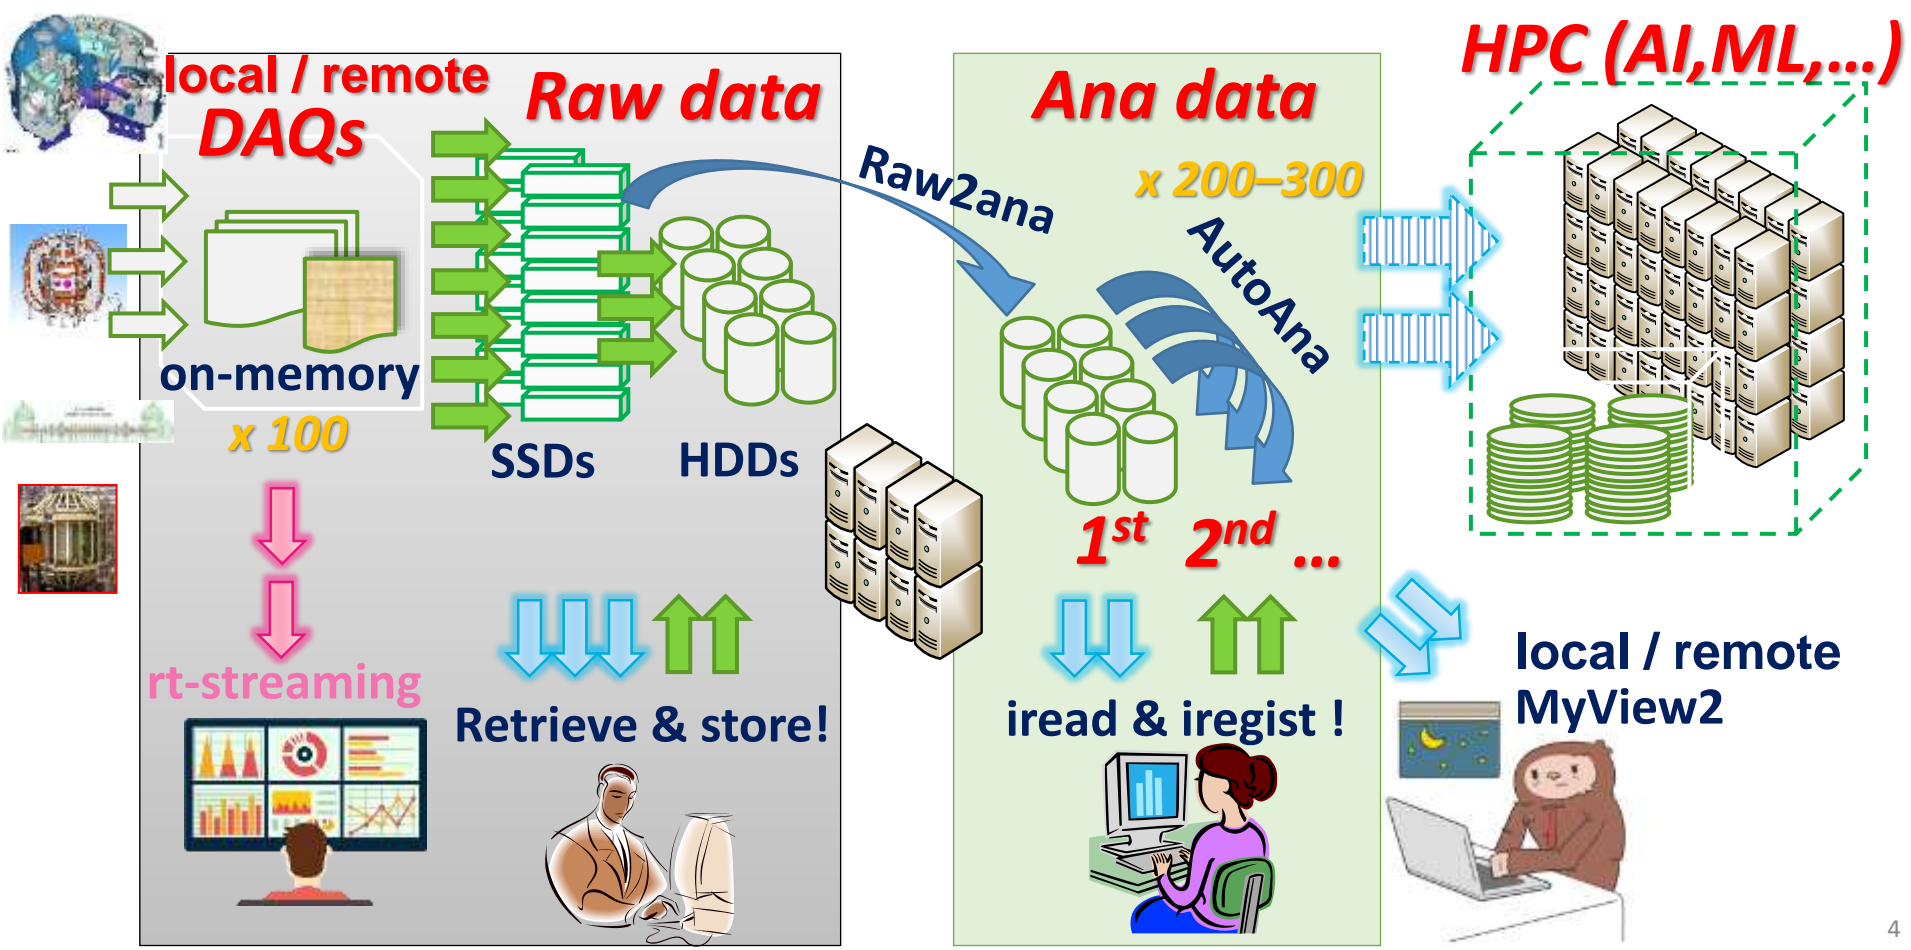 local / remote
DAQs
Raw data
on-memory
x 100
SSDs
HDDs
rt-streaming
Retrieve & store!
Raw2ana
Ana data
x 200–300
AutoAna
1st 2nd ...
iread & iregist !
HPC (AI,ML,...)
local / remote
MyView2
4